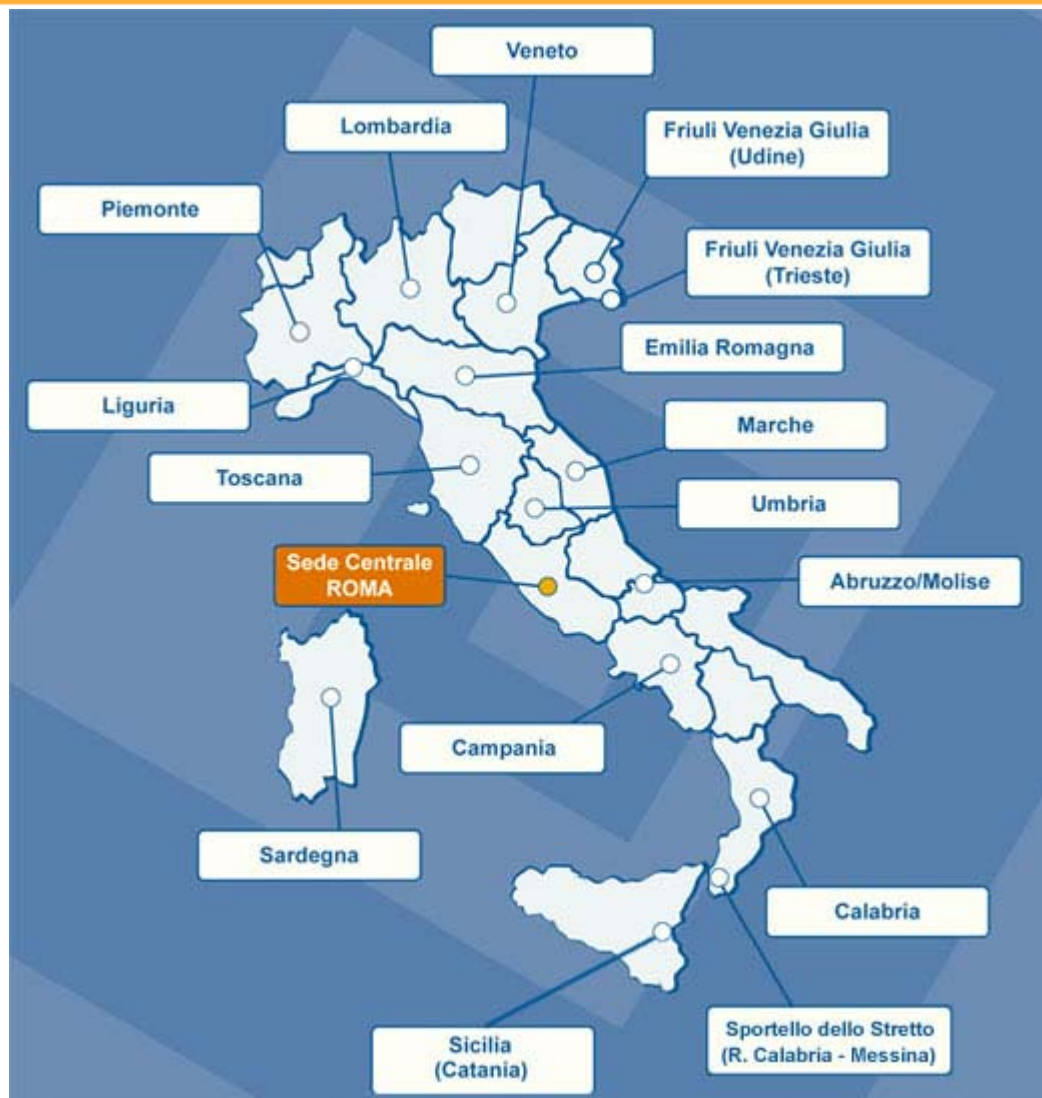 Veneto
Lombardia
Friuli Venezia Giulia
(Udine)
Piemonte
Friuli Venezia Giulia
(Trieste)
Emilia Romagna
Liguria
Marche
Toscana
Umbria
Sede Centrale
ROMA
Abruzzo/Molise
Campania
Sardegna
Calabria
Sportello dello Stretto
(R. Calabria - Messina)
Sicilia
(Catania)